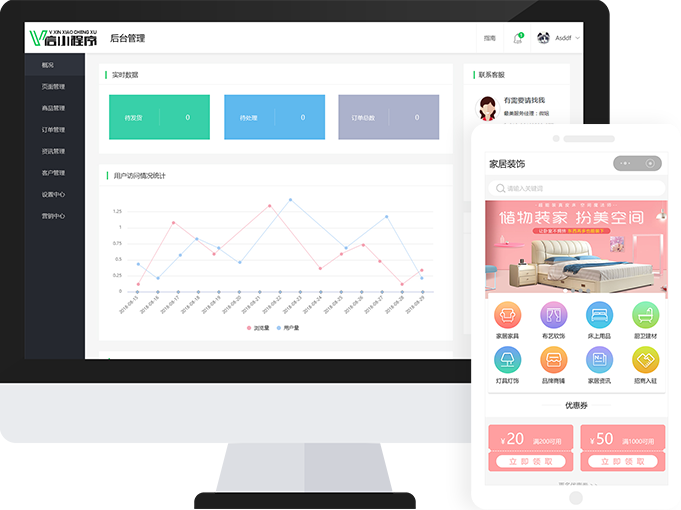 V XIN XIAO CHENG XU
信小程序
后台管理
指南
1
Asddf
概况
页面管理
商品管理
订单管理
资讯管理
客户管理
设置中心
营销中心
实时数据
待发货 0
待处理 0
订单总数 0
用户访问情况统计
1.25
1
0.75
0.5
0.25
0
2018-08-15
2018-08-16
2018-08-17
2018-08-18
2018-08-19
2018-08-20
2018-08-21
2018-08-22
2018-08-23
2018-08-24
2018-08-25
2018-08-26
2018-08-27
2018-08-28
2018-08-29
浏览量
用户量
联系客服
有需要请找我
家居装饰
请输入关键词
储物装家 扮美空间
家居家具
布艺软饰
床上用品
厨卫建材
灯具灯饰
品牌商铺
家居资讯
招商入驻
优惠券
¥20 满200可用
立即领取
¥50 满1000可用
立即领取